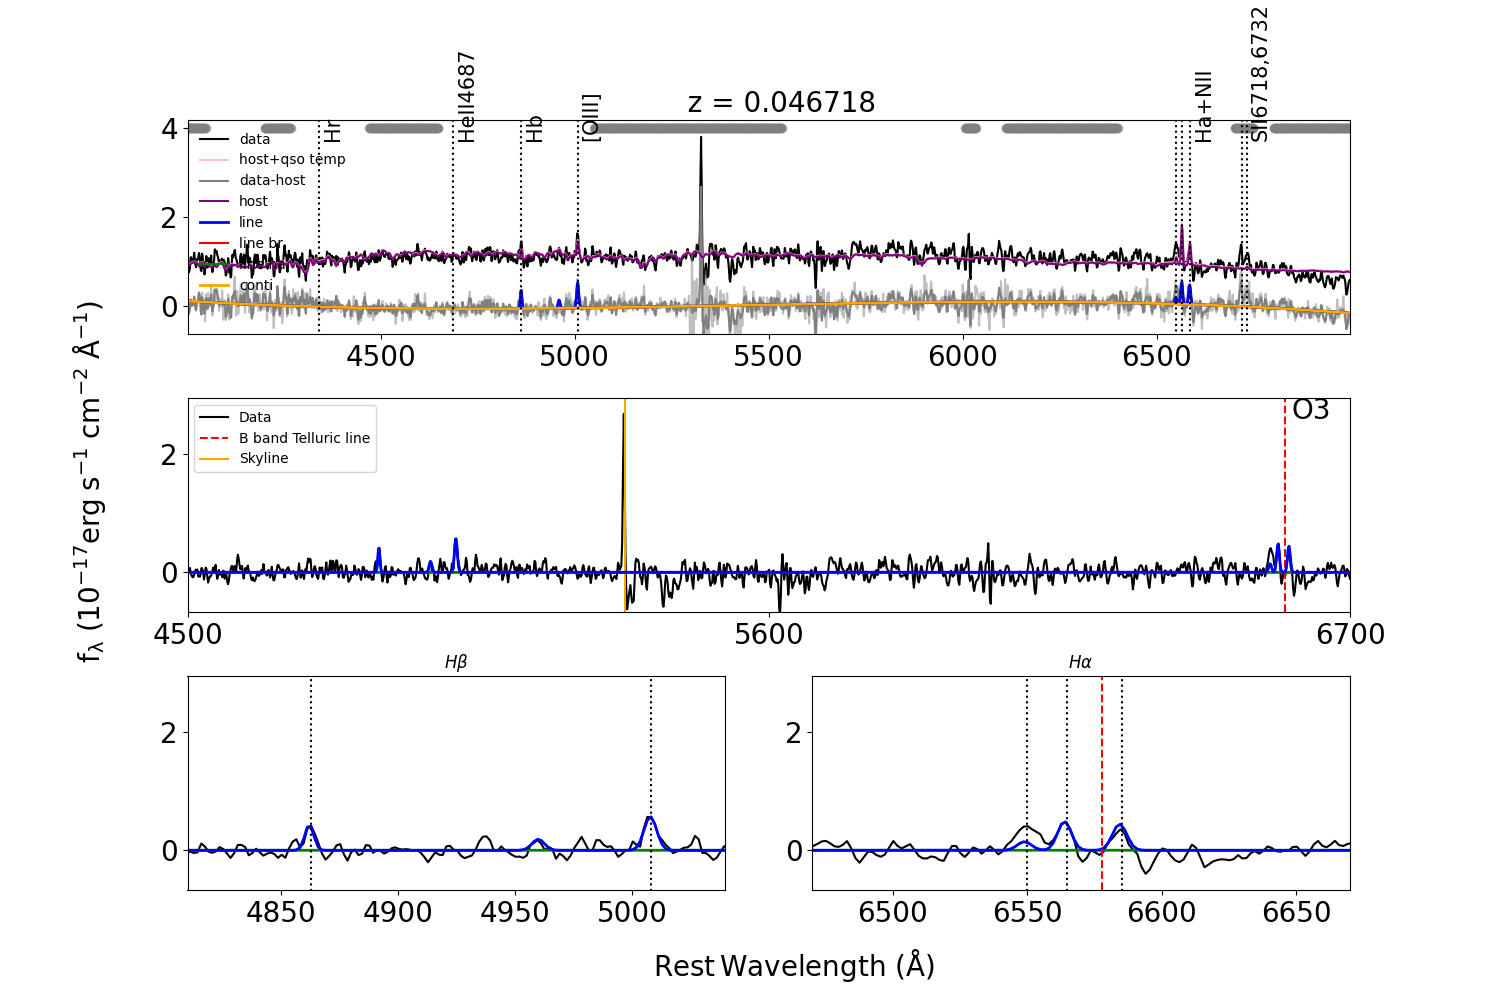 z = 0.046718
Hr
HeII4687
Hb
[OIII]
Ha+NII
SII6718,6732
4
2
0
data
host+qso temp
data-host
host
line
line br
conti
4500
5000
5500
6000
6500
fλ (10⁻¹⁷erg s⁻¹ cm⁻² Å⁻¹)
2
0
Data
B band Telluric line
Skyline
O3
4500
5600
6700
Hβ
2
0
4850
4900
4950
5000
Hα
2
0
6500
6550
6600
6650
Rest Wavelength (Å)